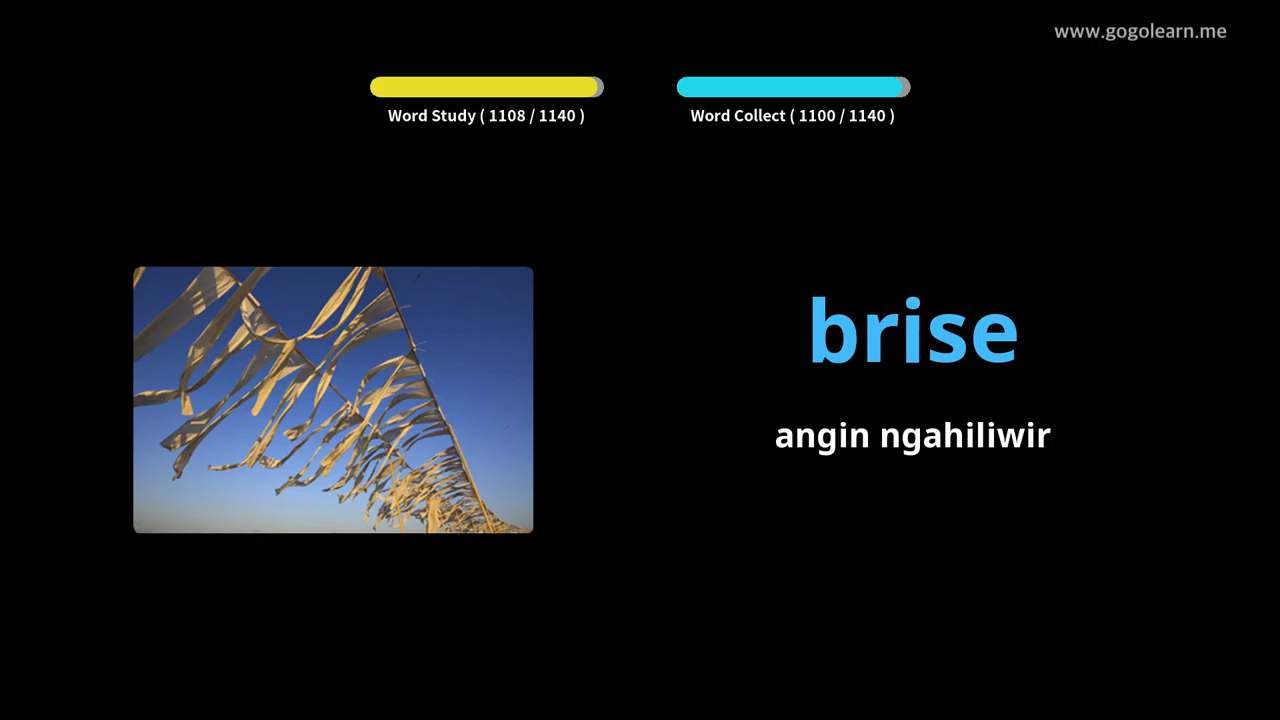 www.gogolearn.me
Word Study ( 1108 / 1140 )
Word Collect ( 1100 / 1140 )
brise
angin ngahiliwir